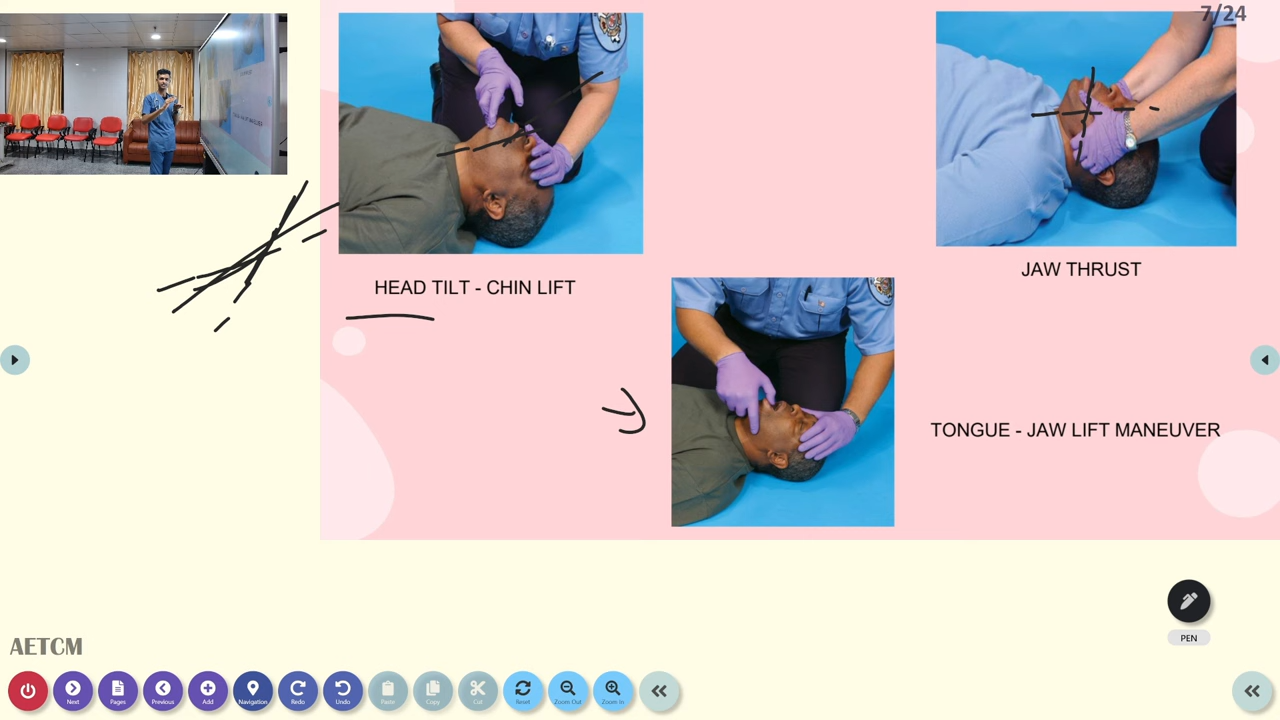 7/24
HEAD TILT - CHIN LIFT
JAW THRUST
TONGUE - JAW LIFT MANEUVER
PEN
AETCM
Next
Pages
Previous
Add
Navigation
Redo
Undo
Paste
Copy
Cut
Reset
Zoom Out
Zoom In